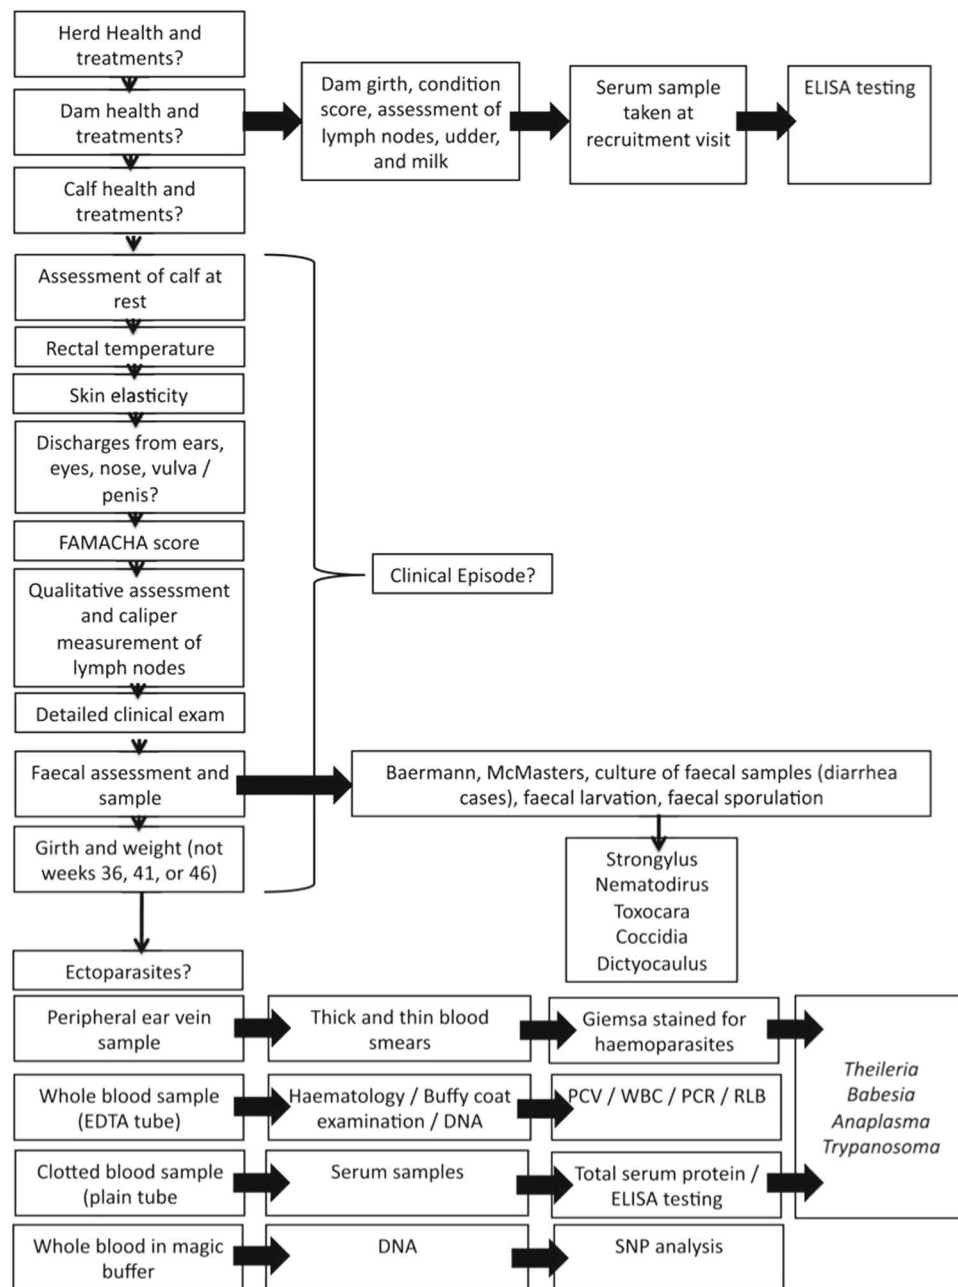 Herd Health and
treatments?
Dam health and
treatments?
Dam girth, condition
score, assessment of
lymph nodes, udder,
and milk
Serum sample
taken at
recruitment visit
ELISA testing
Calf health and
treatments?
Assessment of calf at
rest
Rectal temperature
Skin elasticity
Discharges from ears,
eyes, nose, vulva /
penis?
FAMACHA score
Qualitative assessment
and caliper
measurement of
lymph nodes
Detailed clinical exam
Clinical Episode?
Faecal assessment and
sample
Baermann, McMasters, culture of faecal samples (diarrhea
cases), faecal larvation, faecal sporulation
Strongylus
Nematodirus
Toxocara
Coccidia
Dictyocaulus
Girth and weight (not
weeks 36, 41, or 46)
Ectoparasites?
Peripheral ear vein
sample
Thick and thin blood
smears
Giemsa stained for
haemoparasites
Whole blood sample
(EDTA tube)
Haematology / Buffy coat
examination / DNA
PCV / WBC / PCR / RLB
Clotted blood sample
(plain tube
Serum samples
Total serum protein /
ELISA testing
Theileria
Babesia
Anaplasma
Trypanosoma
Whole blood in magic
buffer
DNA
SNP analysis